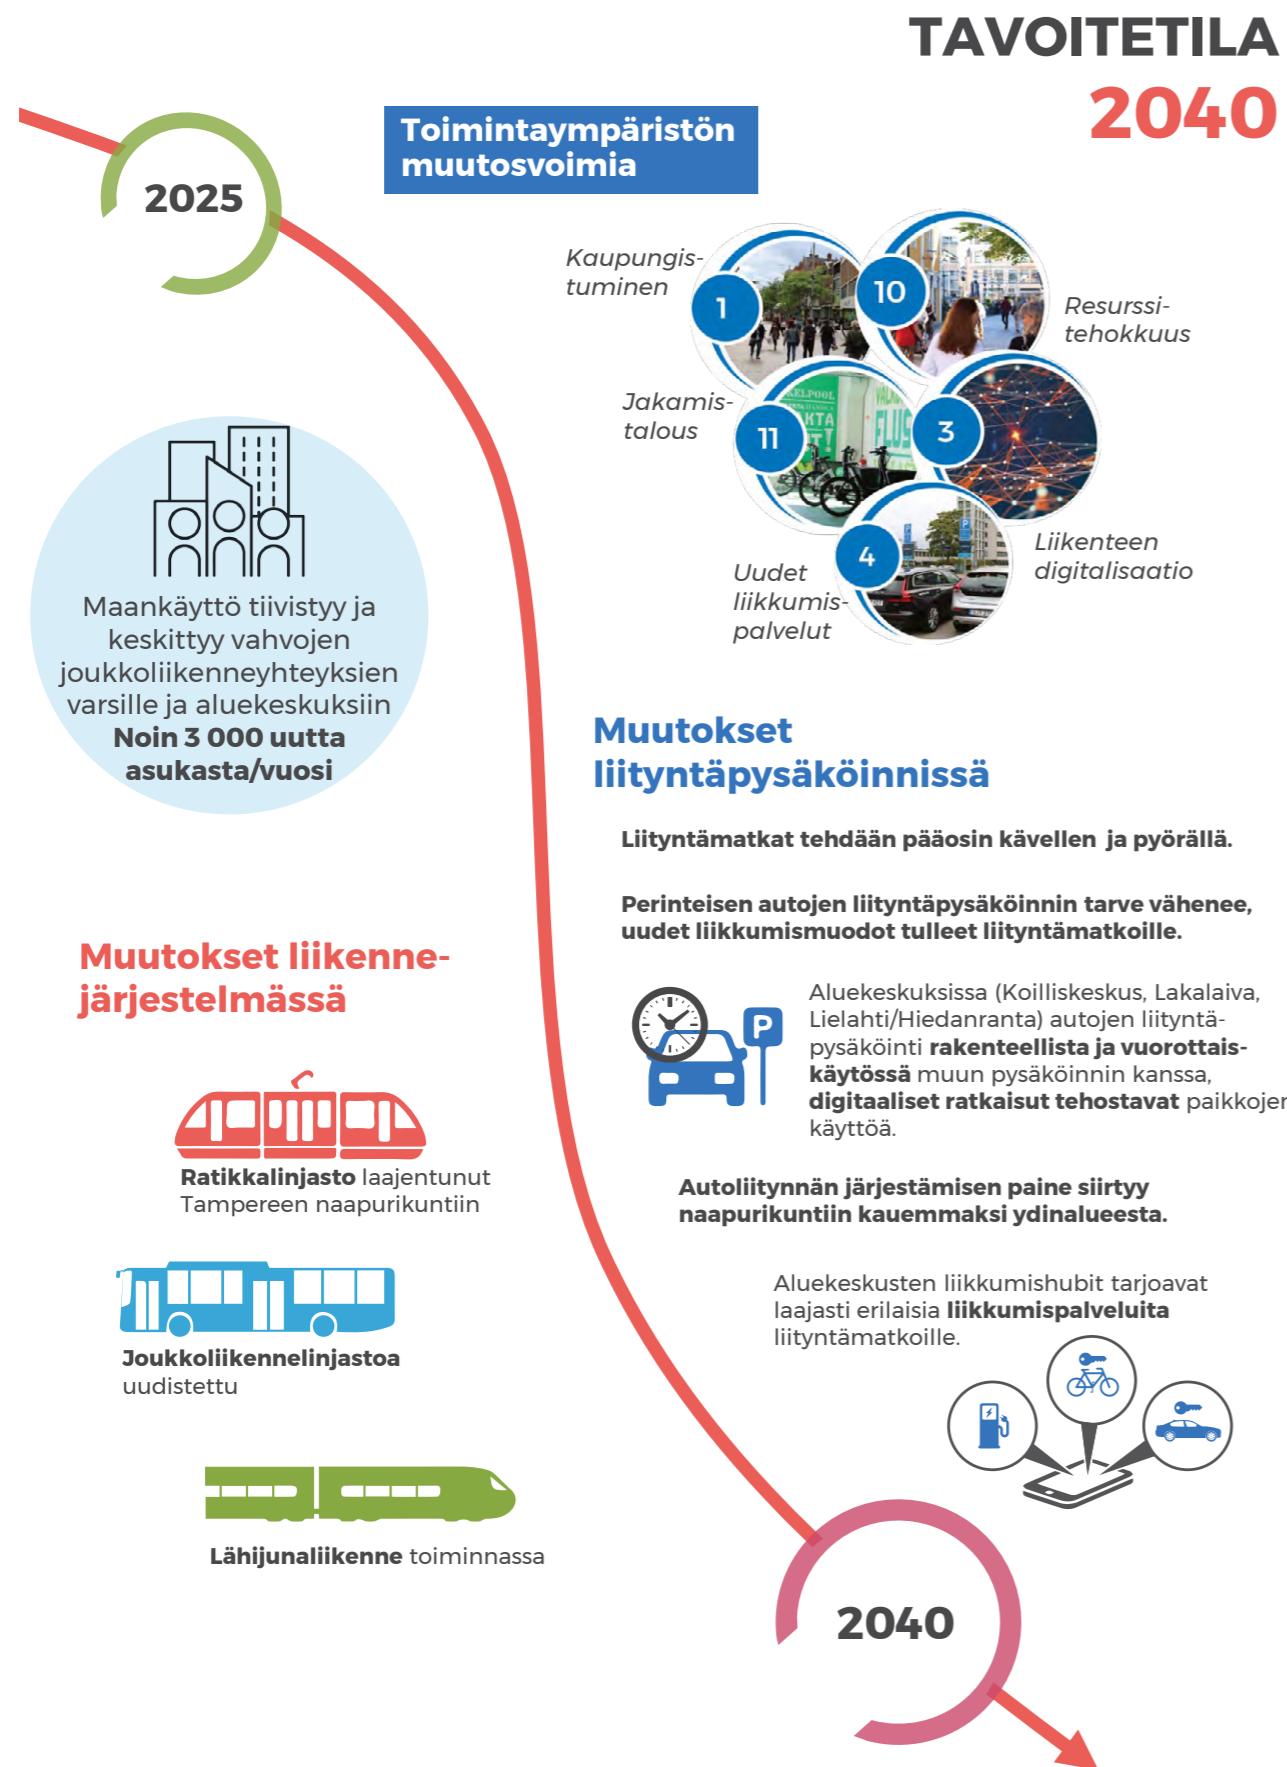 TAVOITETILA
2040
2025
Toimintaympäristön
muutosvoimia
Kaupungis-
tuminen
1
10
Resurssi-
tehokkuus
Jakamis-
talous
11
3
4
Liikenteen
digitalisaatio
Uudet
liikkumis-
palvelut
Maankäyttö tiivistyy ja
keskittyy vahvojen
joukkoliikenneyhteyksien
varsille ja aluekeskuksiin
Noin 3 000 uutta
asukasta/vuosi
Muutokset liikenne-
järjestelmässä
Ratikkalinjasto laajentunut
Tampereen naapurikuntiin
Joukkoliikennelinjastoa
uudistettu
Lähijunaliikenne toiminnassa
Muutokset
liityntäpysäköinnissä
Liityntämatkat tehdään pääosin kävellen ja pyörällä.
Perinteisen autojen liityntäpysäköinnin tarve vähenee,
uudet liikkumismuodot tulleet liityntämatkoille.
P
Aluekeskuksissa (Koilliskeskus, Lakalaiva,
Lielahti/Hiedanranta) autojen liityntä-
pysäköinti rakenteellista ja vuorottais-
käytössä muun pysäköinnin kanssa,
digitaaliset ratkaisut tehostavat paikkojen
käyttöä.
Autoliitynnän järjestämisen paine siirtyy
naapurikuntiin kauemmaksi ydinalueesta.
Aluekeskusten liikkumishubit tarjoavat
laajasti erilaisia liikkumispalveluita
liityntämatkoille.
2040